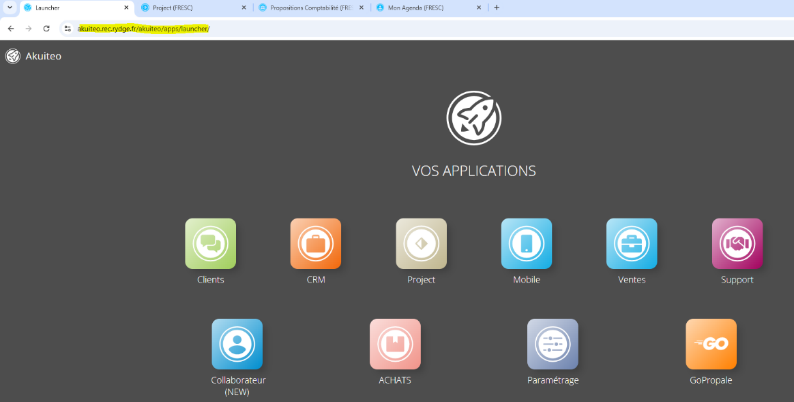 Launcher
Project (FRESC)
Propositions Comptabilité (FRE
Mon Agenda (FRESC)
akuiteo.rec.rydge.fr/akuiteo/apps/launcher/
Akuiteo
VOS APPLICATIONS
Clients
CRM
Project
Mobile
Ventes
Support
GO
Collaborateur
(NEW)
ACHATS
Paramétrage
GoPropale